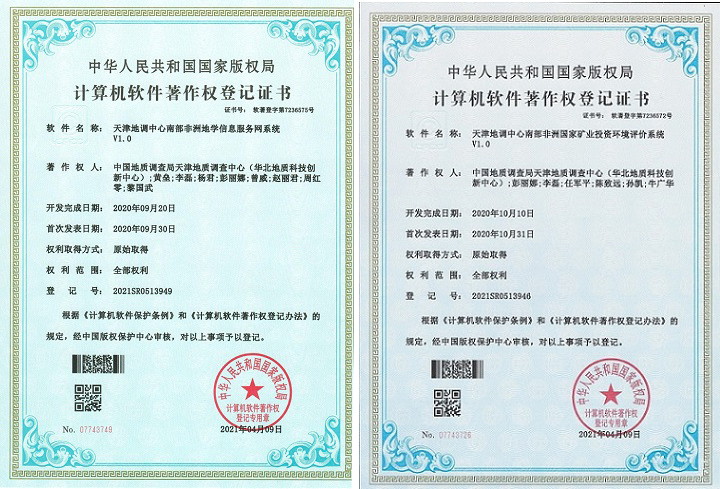 中华人民共和国国家版权局
计算机软件著作权登记证书
证书号： 软著登字第7236575号
软件名称： 天津地调中心南部非洲地学信息服务网系统
V1.0
著作权人： 中国地质调查局天津地质调查中心（华北地质科技创
新中心）;黄垒;李磊;杨君;彭丽娜;曾威;赵丽君;周红
零;黎国武
开发完成日期： 2020年09月20日
首次发表日期： 2020年09月30日
权利取得方式： 原始取得
权利范围： 全部权利
登记号： 2021SR0513949
根据《计算机软件保护条例》和《计算机软件著作权登记办法》的
规定，经中国版权保护中心审核，对以上事项予以登记。
中华人民共和国国家版权局
计算机软件著作权
登记专用章
No. 07743749
2021年04月09日
中华人民共和国国家版权局
计算机软件著作权登记证书
证书号： 软著登字第7236572号
软件名称： 天津地调中心南部非洲国家矿业投资环境评价系统
V1.0
著作权人： 中国地质调查局天津地质调查中心（华北地质科技创
新中心）;彭丽娜;李磊;任军平;陈致远;孙凯;牛广华
开发完成日期： 2020年10月10日
首次发表日期： 2020年10月31日
权利取得方式： 原始取得
权利范围： 全部权利
登记号： 2021SR0513946
根据《计算机软件保护条例》和《计算机软件著作权登记办法》的
规定，经中国版权保护中心审核，对以上事项予以登记。
中华人民共和国国家版权局
计算机软件著作权
登记专用章
No. 07743726
2021年04月09日